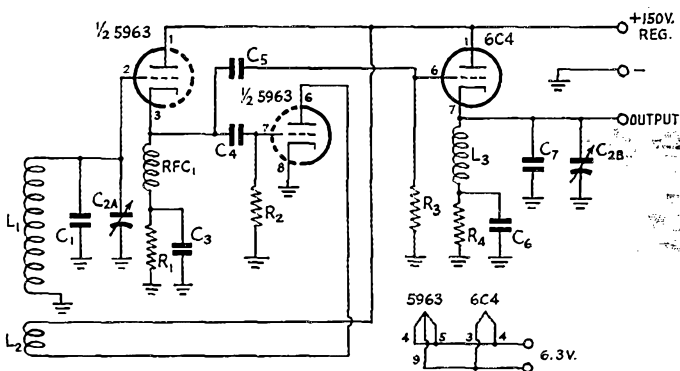 ½ 5963
6C4
+150V.
REG.
1
2
3
C5
½ 5963
6
7
8
C4
1
6
7
−
OUTPUT
L1
C1
C2A
RFC1
R1
C3
R2
R3
L3
R4
C6
C7
C2B
L2
5963
6C4
4
5
3
4
9
6.3V.